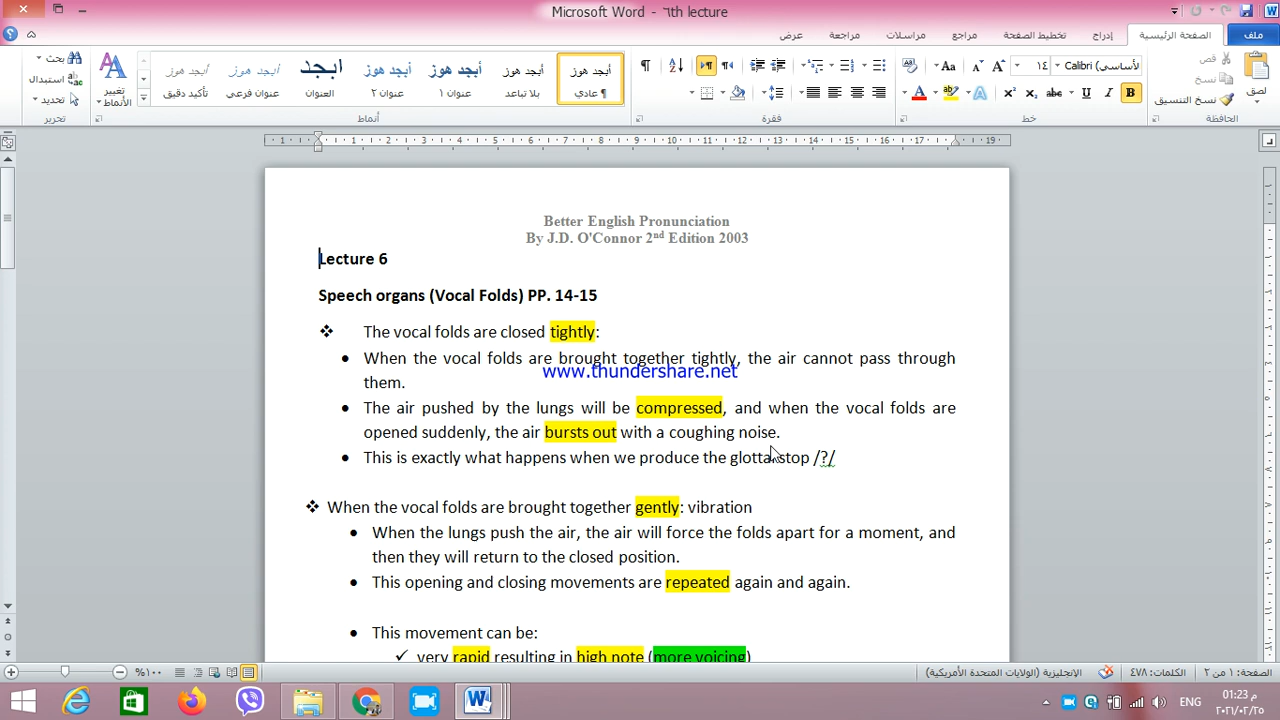 Microsoft Word - ٦th lecture
ملف
الصفحة الرئيسية
إدراج
تخطيط الصفحة
مراجع
مراسلات
مراجعة
عرض
لصق
قص
نسخ
نسخ التنسيق
الحافظة
Calibri (الأساسي)
١٤
خط
فقرة
أبجد هوز
¶ عادي
أبجد هوز
بلا تباعد
أبجد هوز
عنوان ١
أبجد هوز
عنوان ٢
ابجد
العنوان
أبجد هوز
عنوان فرعي
أبجد هوز
تأكيد دقيق
أنماط
تغيير الأنماط
بحث
استبدال
تحديد
تحرير
Better English Pronunciation
By J.D. O'Connor 2nd Edition 2003
Lecture 6
Speech organs (Vocal Folds) PP. 14-15
❖ The vocal folds are closed tightly:
• When the vocal folds are brought together tightly, the air cannot pass through
them.
www.thundershare.net
• The air pushed by the lungs will be compressed, and when the vocal folds are
opened suddenly, the air bursts out with a coughing noise.
• This is exactly what happens when we produce the glottal stop /?/
❖ When the vocal folds are brought together gently: vibration
• When the lungs push the air, the air will force the folds apart for a moment, and
then they will return to the closed position.
• This opening and closing movements are repeated again and again.
• This movement can be:
✓ very rapid resulting in high note (more voicing)
الصفحة: ١ من ٢
الكلمات: ٤٧٨
الإنجليزية (الولايات المتحدة الأمريكية)
%١٠٠
ENG
01:23 م